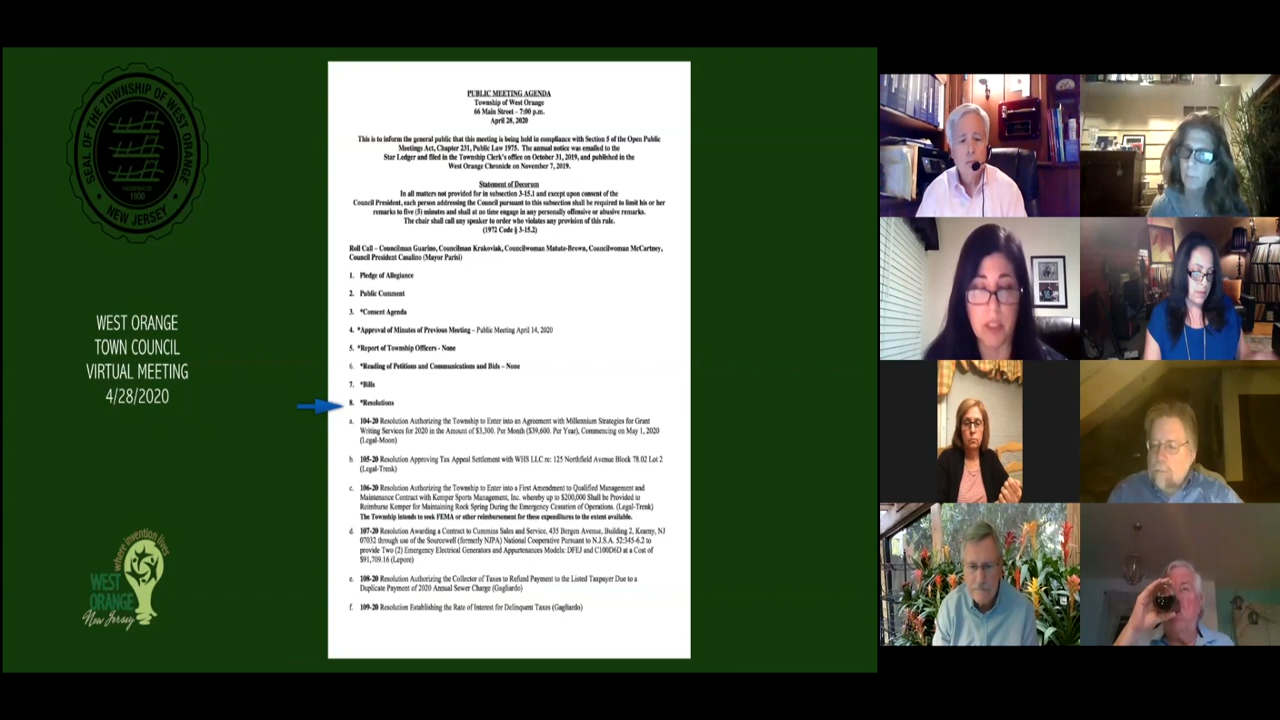 SEAL OF THE TOWNSHIP OF WEST ORANGE
INCORPORATED
1900
NEW JERSEY
WEST ORANGE
TOWN COUNCIL
VIRTUAL MEETING
4/28/2020
where invention lives
WEST
ORANGE
New Jersey
PUBLIC MEETING AGENDA
Township of West Orange
66 Main Street – 7:00 p.m.
April 28, 2020
This is to inform the general public that this meeting is being held in compliance with Section 5 of the Open Public
Meetings Act, Chapter 231, Public Law 1975. The annual notice was emailed to the
Star Ledger and filed in the Township Clerk's office on October 31, 2019, and published in the
West Orange Chronicle on November 7, 2019.
Statement of Decorum
In all matters not provided for in subsection 3-15.1 and except upon consent of the
Council President, each person addressing the Council pursuant to this subsection shall be required to limit his or her
remarks to five (5) minutes and shall at no time engage in any personally offensive or abusive remarks.
The chair shall call any speaker to order who violates any provision of this rule.
(1972 Code § 3-15.2)
Roll Call – Councilman Guarino, Councilman Krakoviak, Councilwoman Matute-Brown, Councilwoman McCartney,
Council President Casalino (Mayor Parisi)
1. Pledge of Allegiance
2. Public Comment
3. *Consent Agenda
4. *Approval of Minutes of Previous Meeting – Public Meeting April 14, 2020
5. *Report of Township Officers - None
6. *Reading of Petitions and Communications and Bids – None
7. *Bills
8. *Resolutions
a. 104-20 Resolution Authorizing the Township to Enter into an Agreement with Millennium Strategies for Grant
Writing Services for 2020 in the Amount of $3,300. Per Month ($39,600. Per Year), Commencing on May 1, 2020
(Legal-Moon)
b. 105-20 Resolution Approving Tax Appeal Settlement with WHS LLC re: 125 Northfield Avenue Block 78.02 Lot 2
(Legal-Trenk)
c. 106-20 Resolution Authorizing the Township to Enter into a First Amendment to Qualified Management and
Maintenance Contract with Kemper Sports Management, Inc. whereby up to $200,000 Shall be Provided to
Reimburse Kemper for Maintaining Rock Spring During the Emergency Cessation of Operations. (Legal-Trenk)
The Township intends to seek FEMA or other reimbursement for these expenditures to the extent available.
d. 107-20 Resolution Awarding a Contract to Cummins Sales and Service, 435 Bergen Avenue, Building 2, Kearny, NJ
07032 through use of the Sourcewell (formerly NJPA) National Cooperative Pursuant to N.J.S.A. 52:345-6.2 to
provide Two (2) Emergency Electrical Generators and Appurtenances Models: DFEJ and C100D6D at a Cost of
$91,709.16 (Lepore)
e. 108-20 Resolution Authorizing the Collector of Taxes to Refund Payment to the Listed Taxpayer Due to a
Duplicate Payment of 2020 Annual Sewer Charge (Gagliardo)
f. 109-20 Resolution Establishing the Rate of Interest for Delinquent Taxes (Gagliardo)